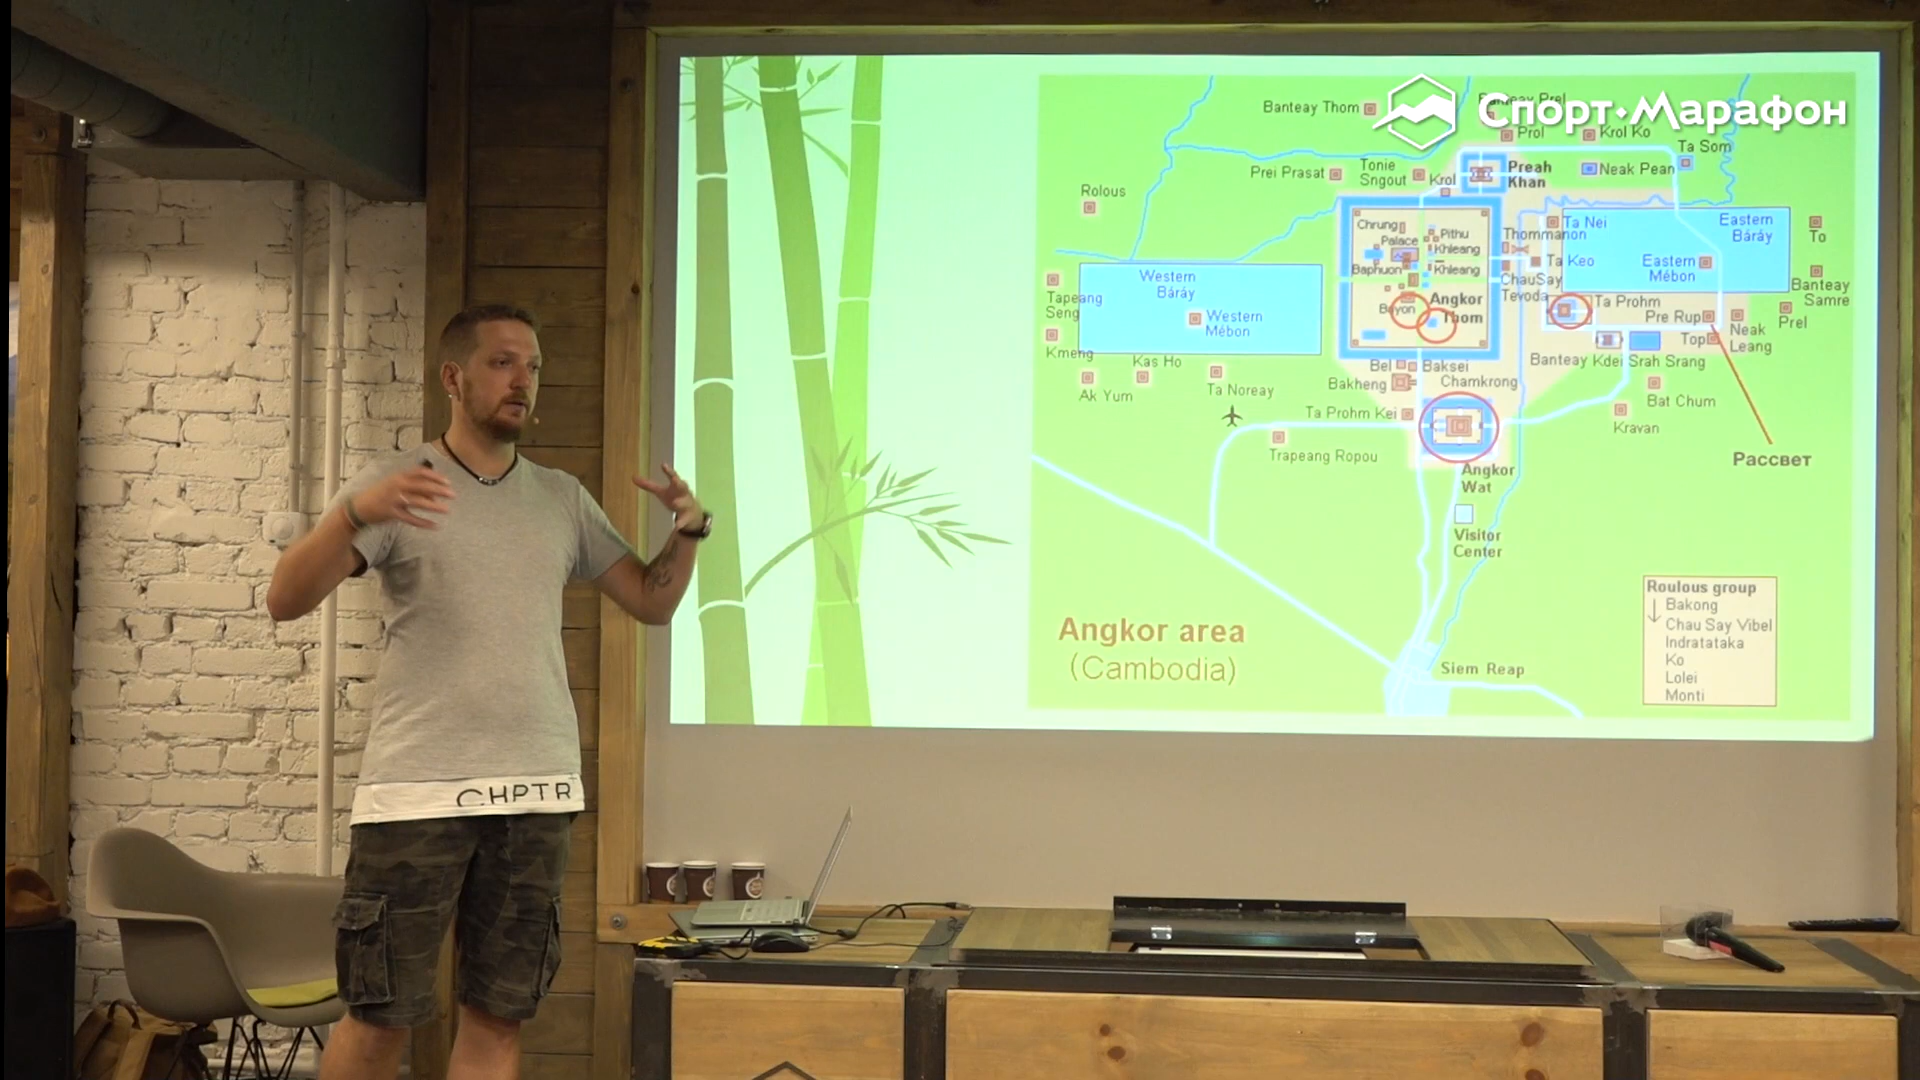 Спорт-Марафон
Banteay Thom
Prol
Krol Ko
Ta Som
Prei Prasat
Tonie
Sngout
Krol
Preah
Khan
Neak Pean
Rolous
Chrung
Palace
Pithu
Khleang
Baphuon
Khleang
Bayon
Angkor
Thom
Thommanon
Ta Nei
Ta Keo
ChauSay
Tevoda
Eastern
Báráy
Eastern
Mébon
To
Banteay
Samre
Prel
Western
Báráy
Western
Mébon
Tapeang
Seng
Kmeng
Ak Yum
Kas Ho
Ta Noreay
Ta Prohm
Pre Rup
Top
Neak
Leang
Banteay Kdei
Srah Srang
Bel
Baksei
Chamkrong
Bakheng
Bat Chum
Kravan
Ta Prohm Kei
Trapeang Ropou
Angkor
Wat
Рассвет
Visitor
Center
Angkor area
(Cambodia)
Siem Reap
Roulous group
Bakong
Chau Say Vibel
Indratataka
Ko
Lolei
Monti
CHPTR